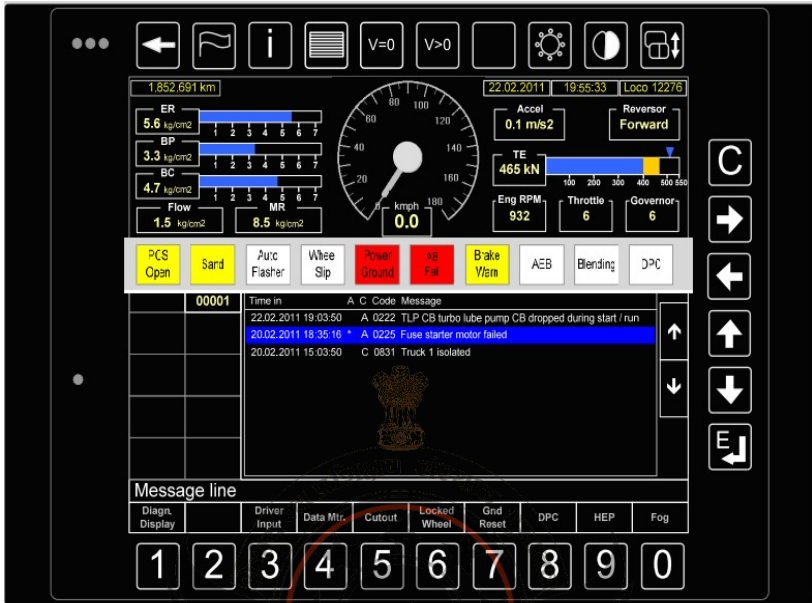 i V=0 V>0
1,852,691 km 22.02.2011 19:55:33 Loco 12276
ER
5.6 kg/cm2
1 2 3 4 5 6 7
BP
3.3 kg/cm2
1 2 3 4 5 6 7
BC
4.7 kg/cm2
1 2 3 4 5 6 7
Flow
1.5 kg/cm2
MR
8.5 kg/cm2
0 20 40 60 80 100 120 140 160 180
kmph
0.0
Accel
0.1 m/s2
Reversor
Forward
TE
465 kN
100 200 300 400 500 550
Eng RPM
932
Throttle
6
Governor
6
C
PCS Open
Sand
Auto Flasher
Whee Slip
Power Ground
AB Fail
Brake Warn
AEB
Blending
DPC
00001
Time in A C Code Message
22.02.2011 19:03:50 A 0222 TLP CB turbo lube pump CB dropped during start / run
20.02.2011 18:35:16 * A 0225 Fuse starter motor failed
20.02.2011 15:03:50 C 0831 Truck 1 isolated
E
Message line
Diagn. Display
Driver Input
Data Mtr.
Cutout
Locked Wheel
Gnd Reset
DPC
HEP
Fog
1 2 3 4 5 6 7 8 9 0